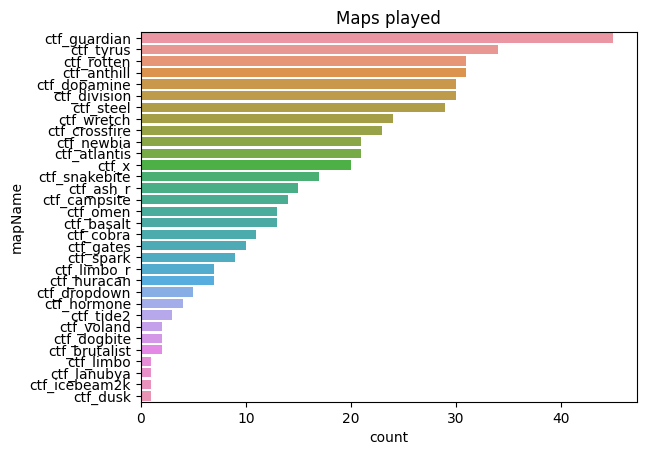 Maps played
mapName
ctf_guardian
ctf_tyrus
ctf_rotten
ctf_anthill
ctf_dopamine
ctf_division
ctf_steel
ctf_wretch
ctf_crossfire
ctf_newbia
ctf_atlantis
ctf_x
ctf_snakebite
ctf_ash_r
ctf_campsite
ctf_omen
ctf_basalt
ctf_cobra
ctf_gates
ctf_spark
ctf_limbo_r
ctf_huracan
ctf_dropdown
ctf_hormone
ctf_tide2
ctf_voland
ctf_dogbite
ctf_brutalist
ctf_limbo
ctf_lanubya
ctf_icebeam2k
ctf_dusk
0 10 20 30 40
count